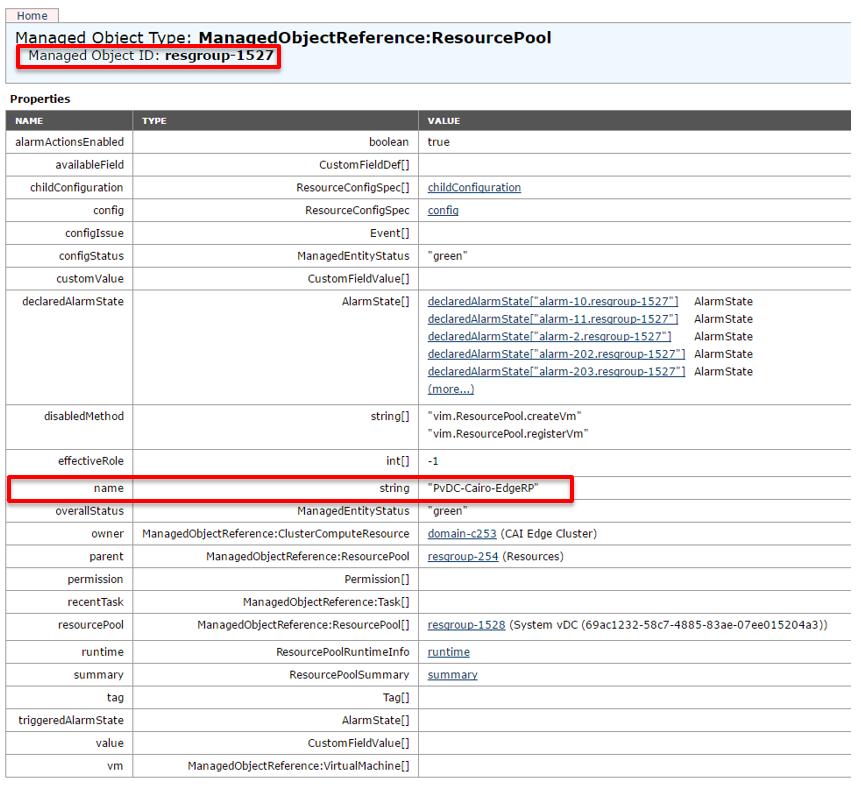 Home
Managed Object Type: ManagedObjectReference:ResourcePool
Managed Object ID: resgroup-1527
Properties
NAME TYPE VALUE
alarmActionsEnabled boolean true
availableField CustomFieldDef[]
childConfiguration ResourceConfigSpec[] childConfiguration
config ResourceConfigSpec config
configIssue Event[]
configStatus ManagedEntityStatus "green"
customValue CustomFieldValue[]
declaredAlarmState AlarmState[] declaredAlarmState["alarm-10.resgroup-1527"] AlarmState
declaredAlarmState["alarm-11.resgroup-1527"] AlarmState
declaredAlarmState["alarm-2.resgroup-1527"] AlarmState
declaredAlarmState["alarm-202.resgroup-1527"] AlarmState
declaredAlarmState["alarm-203.resgroup-1527"] AlarmState
(more...)
disabledMethod string[] "vim.ResourcePool.createVm"
"vim.ResourcePool.registerVm"
effectiveRole int[] -1
name string "PvDC-Cairo-EdgeRP"
overallStatus ManagedEntityStatus "green"
owner ManagedObjectReference:ClusterComputeResource domain-c253 (CAI Edge Cluster)
parent ManagedObjectReference:ResourcePool resgroup-254 (Resources)
permission Permission[]
recentTask ManagedObjectReference:Task[]
resourcePool ManagedObjectReference:ResourcePool[] resgroup-1528 (System vDC (69ac1232-58c7-4885-83ae-07ee015204a3))
runtime ResourcePoolRuntimeInfo runtime
summary ResourcePoolSummary summary
tag Tag[]
triggeredAlarmState AlarmState[]
value CustomFieldValue[]
vm ManagedObjectReference:VirtualMachine[]